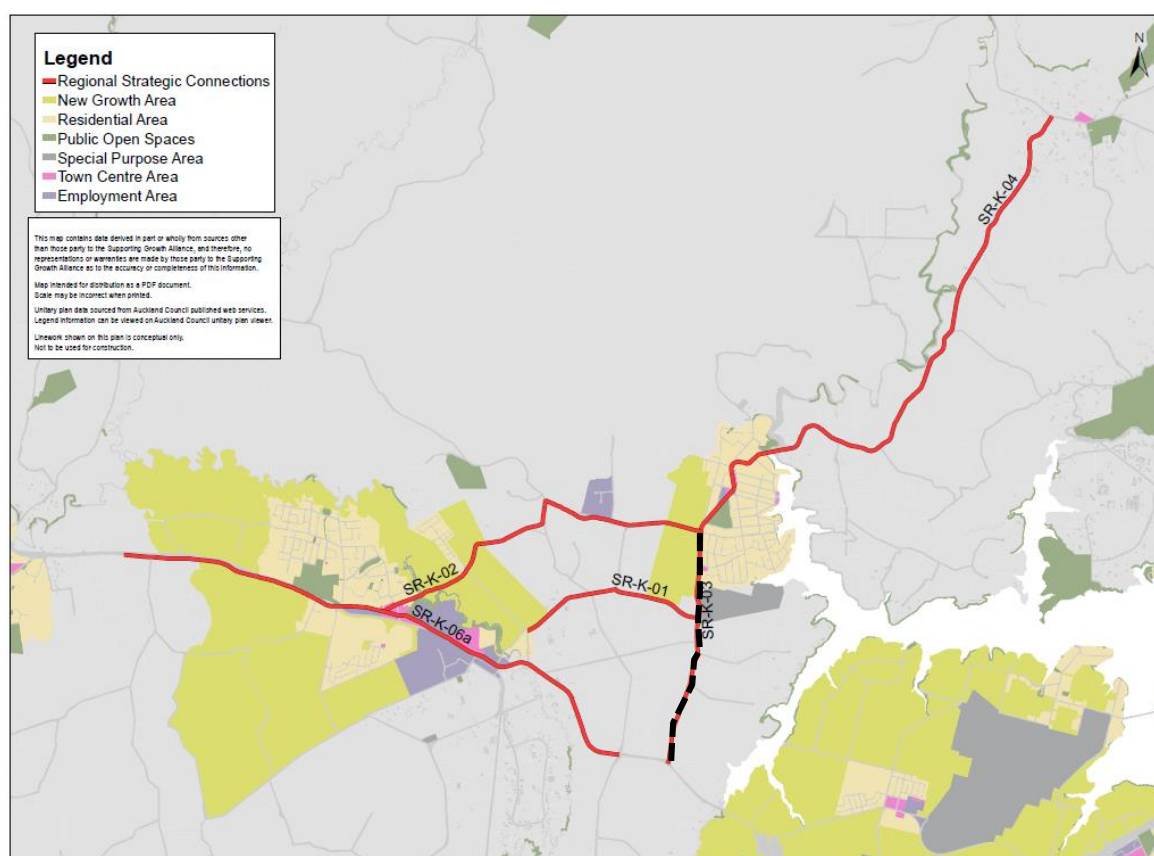 Legend
Regional Strategic Connections
New Growth Area
Residential Area
Public Open Spaces
Special Purpose Area
Town Centre Area
Employment Area
This map contains data derived in part or wholly from sources other
than those party to the Supporting Growth Alliance, and therefore, no
representations or warranties are made by those party to the Supporting
Growth Alliance as to the accuracy or completeness of this information.
Map intended for distribution as a PDF document.
Scale may be incorrect when printed.
Unitary plan data sourced from Auckland Council published web services.
Legend information can be viewed on Auckland Council unitary plan viewer.
Linework shown on this plan is conceptual only.
Not to be used for construction.
N
SR-K-04
SR-K-02
SR-K-01
SR-K-03
SR-K-06a